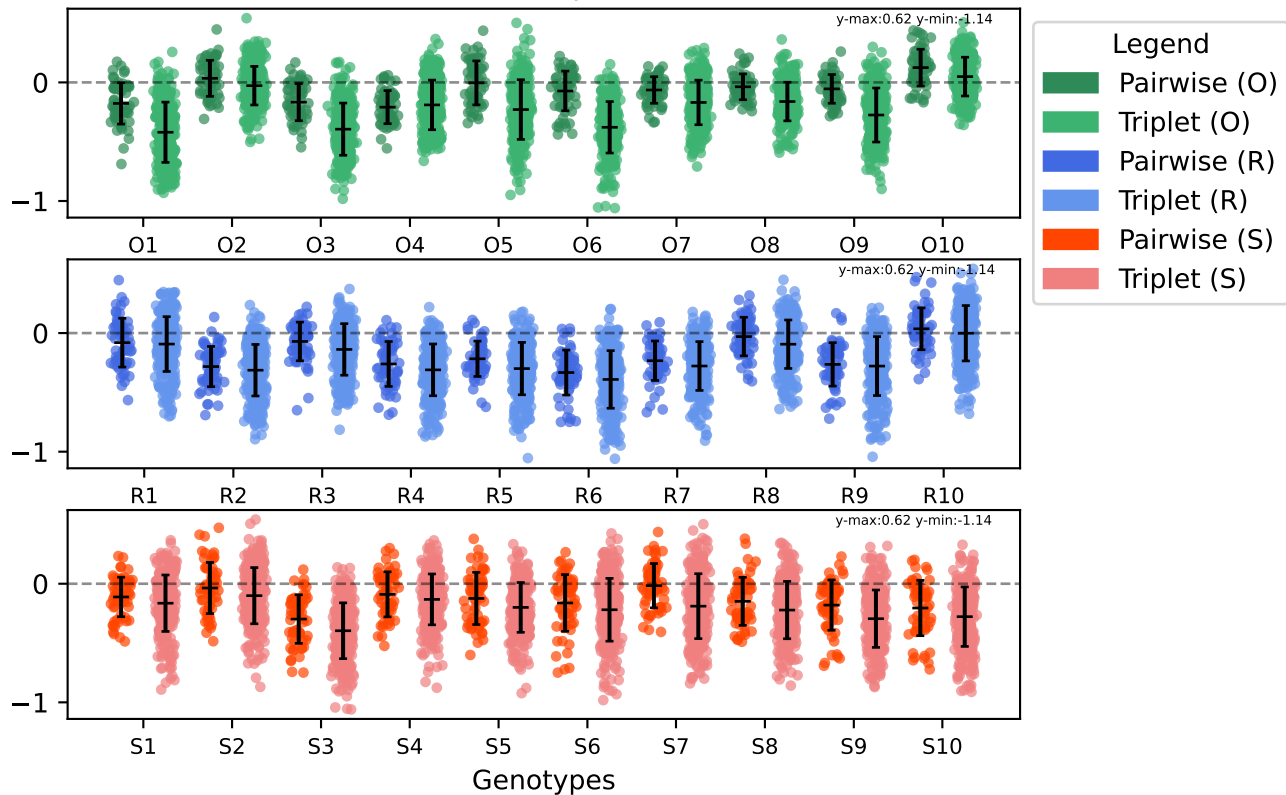 y-max:0.62 y-min:-1.14
0
−1
O1 O2 O3 O4 O5 O6 O7 O8 O9 O10
y-max:0.62 y-min:-1.14
0
−1
R1 R2 R3 R4 R5 R6 R7 R8 R9 R10
y-max:0.62 y-min:-1.14
0
−1
S1 S2 S3 S4 S5 S6 S7 S8 S9 S10
Genotypes
Legend
Pairwise (O)
Triplet (O)
Pairwise (R)
Triplet (R)
Pairwise (S)
Triplet (S)